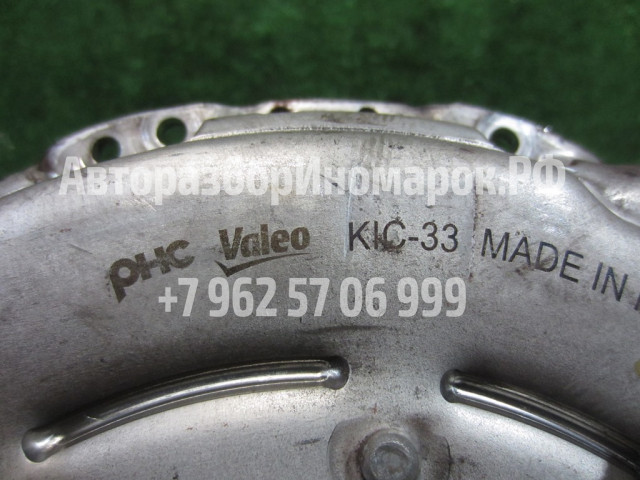 АвторазборИномарок.РФ
PHC Valeo KIC-33 MADE IN
+7 962 57 06 999